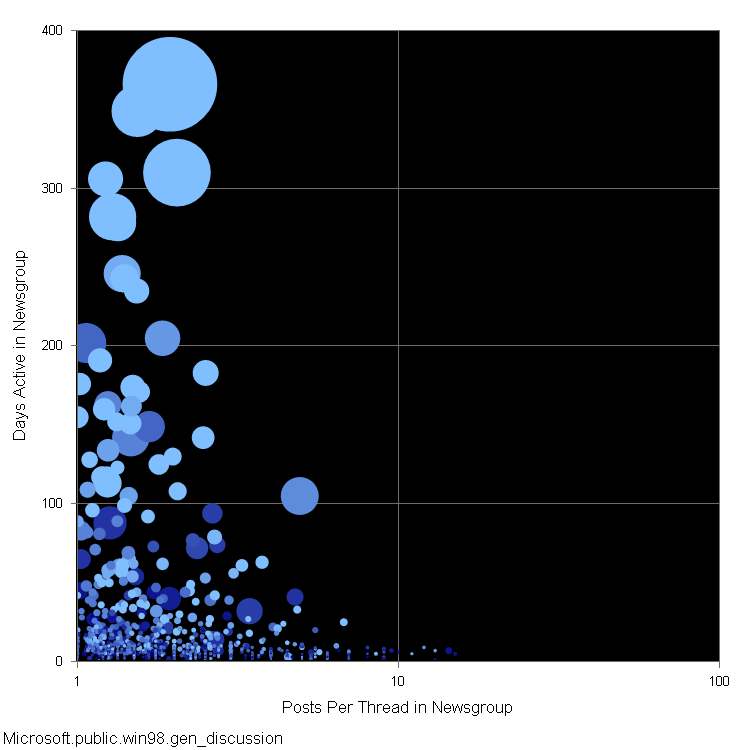 400
300
200
100
0
Days Active in Newsgroup
1
10
100
Posts Per Thread in Newsgroup
Microsoft.public.win98.gen_discussion